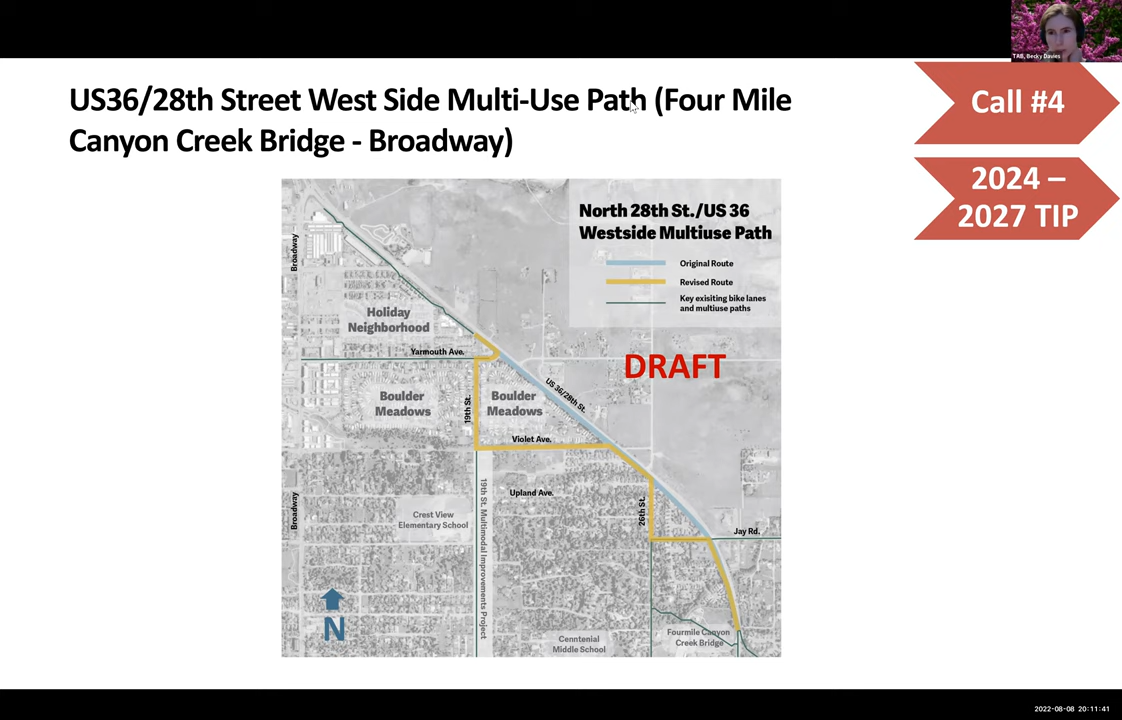 TAB, Becky Davies
US36/28th Street West Side Multi-Use Path (Four Mile
Canyon Creek Bridge - Broadway)
Call #4
2024 –
2027 TIP
North 28th St./US 36
Westside Multiuse Path
Original Route
Revised Route
Key exisiting bike lanes
and multiuse paths
Broadway
Holiday
Neighborhood
Yarmouth Ave.
DRAFT
US 36/28th St.
Boulder
Meadows
19th St.
Boulder
Meadows
Violet Ave.
Broadway
Crest View
Elementary School
19th St. Multimodal Improvements Project
Upland Ave.
26th St.
Jay Rd.
N
Cenntenial
Middle School
Fourmile Canyon
Creek Bridge
2022-08-08 20:11:41